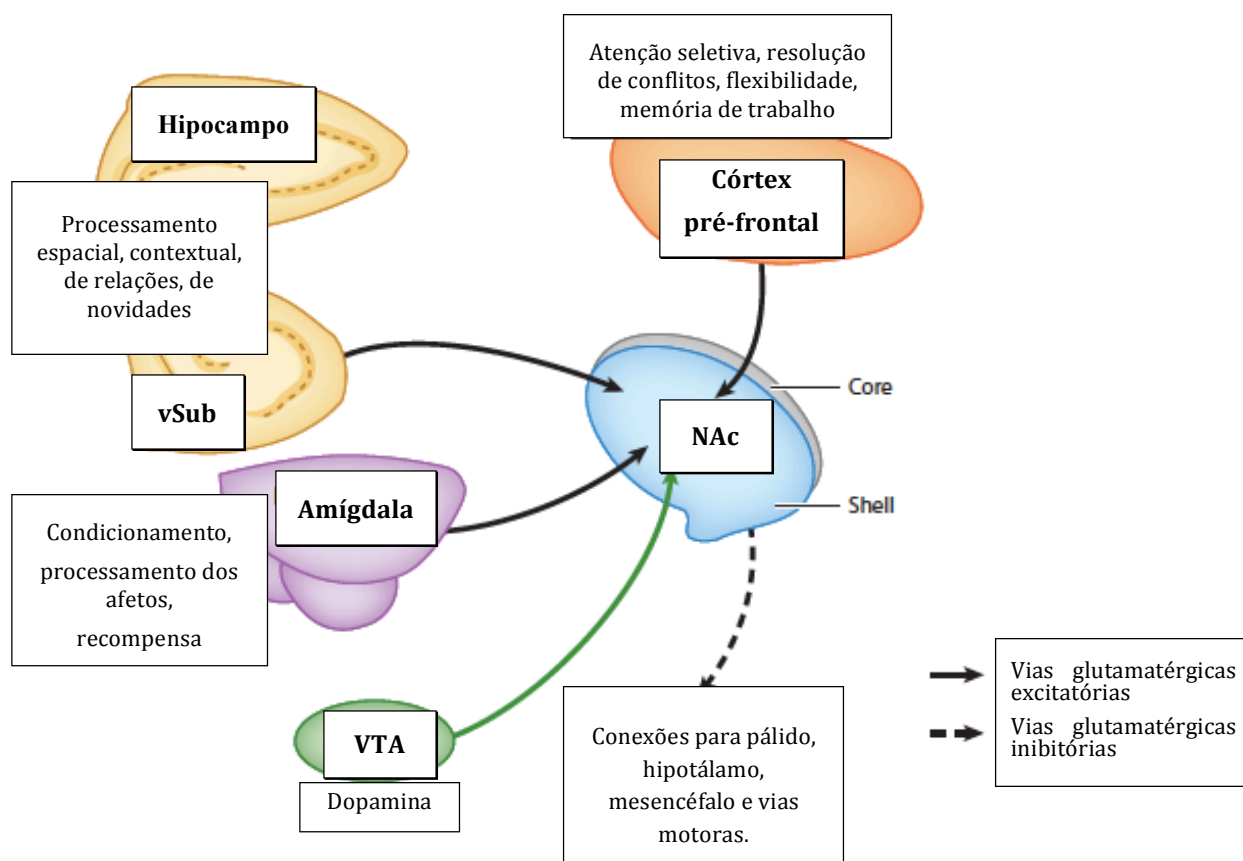 Atenção seletiva, resolução
de conflitos, flexibilidade,
memória de trabalho
Hipocampo
Córtex
pré-frontal
Processamento
espacial, contextual,
de relações, de
novidades
vSub
Core
NAc
Shell
Amígdala
Condicionamento,
processamento dos
afetos,
recompensa
VTA
Dopamina
Conexões para pálido,
hipotálamo,
mesencéfalo e vias
motoras.
Vias glutamatérgicas
excitatórias
Vias glutamatérgicas
inibitórias